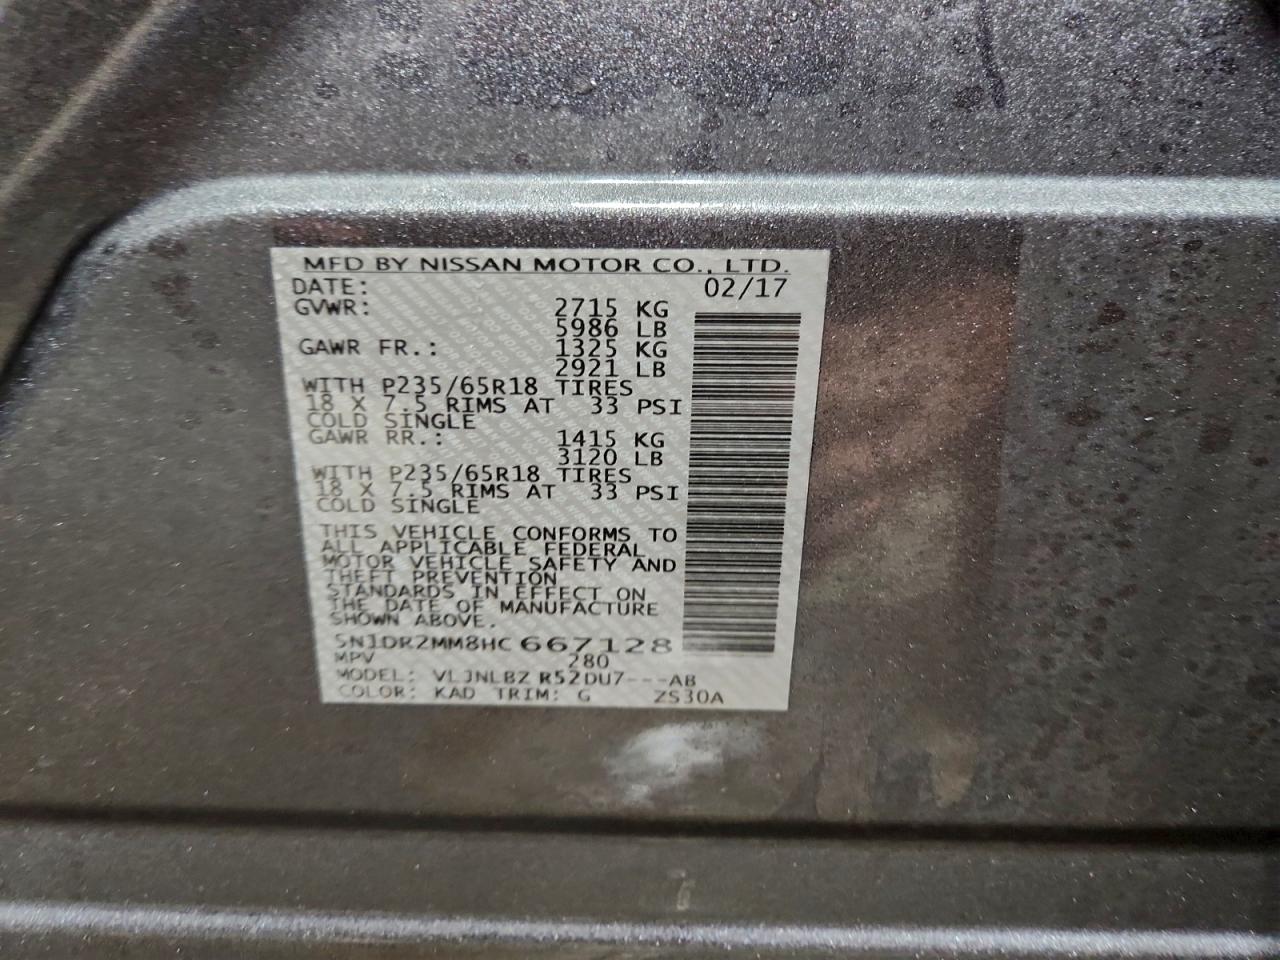 MFD BY NISSAN MOTOR CO., LTD.
DATE: 02/17
GVWR: 2715 KG
5986 LB
GAWR FR.: 1325 KG
2921 LB
WITH P235/65R18 TIRES
18 X 7.5 RIMS AT 33 PSI
COLD SINGLE
GAWR RR.: 1415 KG
3120 LB
WITH P235/65R18 TIRES
18 X 7.5 RIMS AT 33 PSI
COLD SINGLE
THIS VEHICLE CONFORMS TO
ALL APPLICABLE FEDERAL
MOTOR VEHICLE SAFETY AND
THEFT PREVENTION
STANDARDS IN EFFECT ON
THE DATE OF MANUFACTURE
SHOWN ABOVE.
5N1DR2MM8HC667128
MPV 280
MODEL: VLJNLBZ R52DU7---AB
COLOR: KAD TRIM: G ZS30A